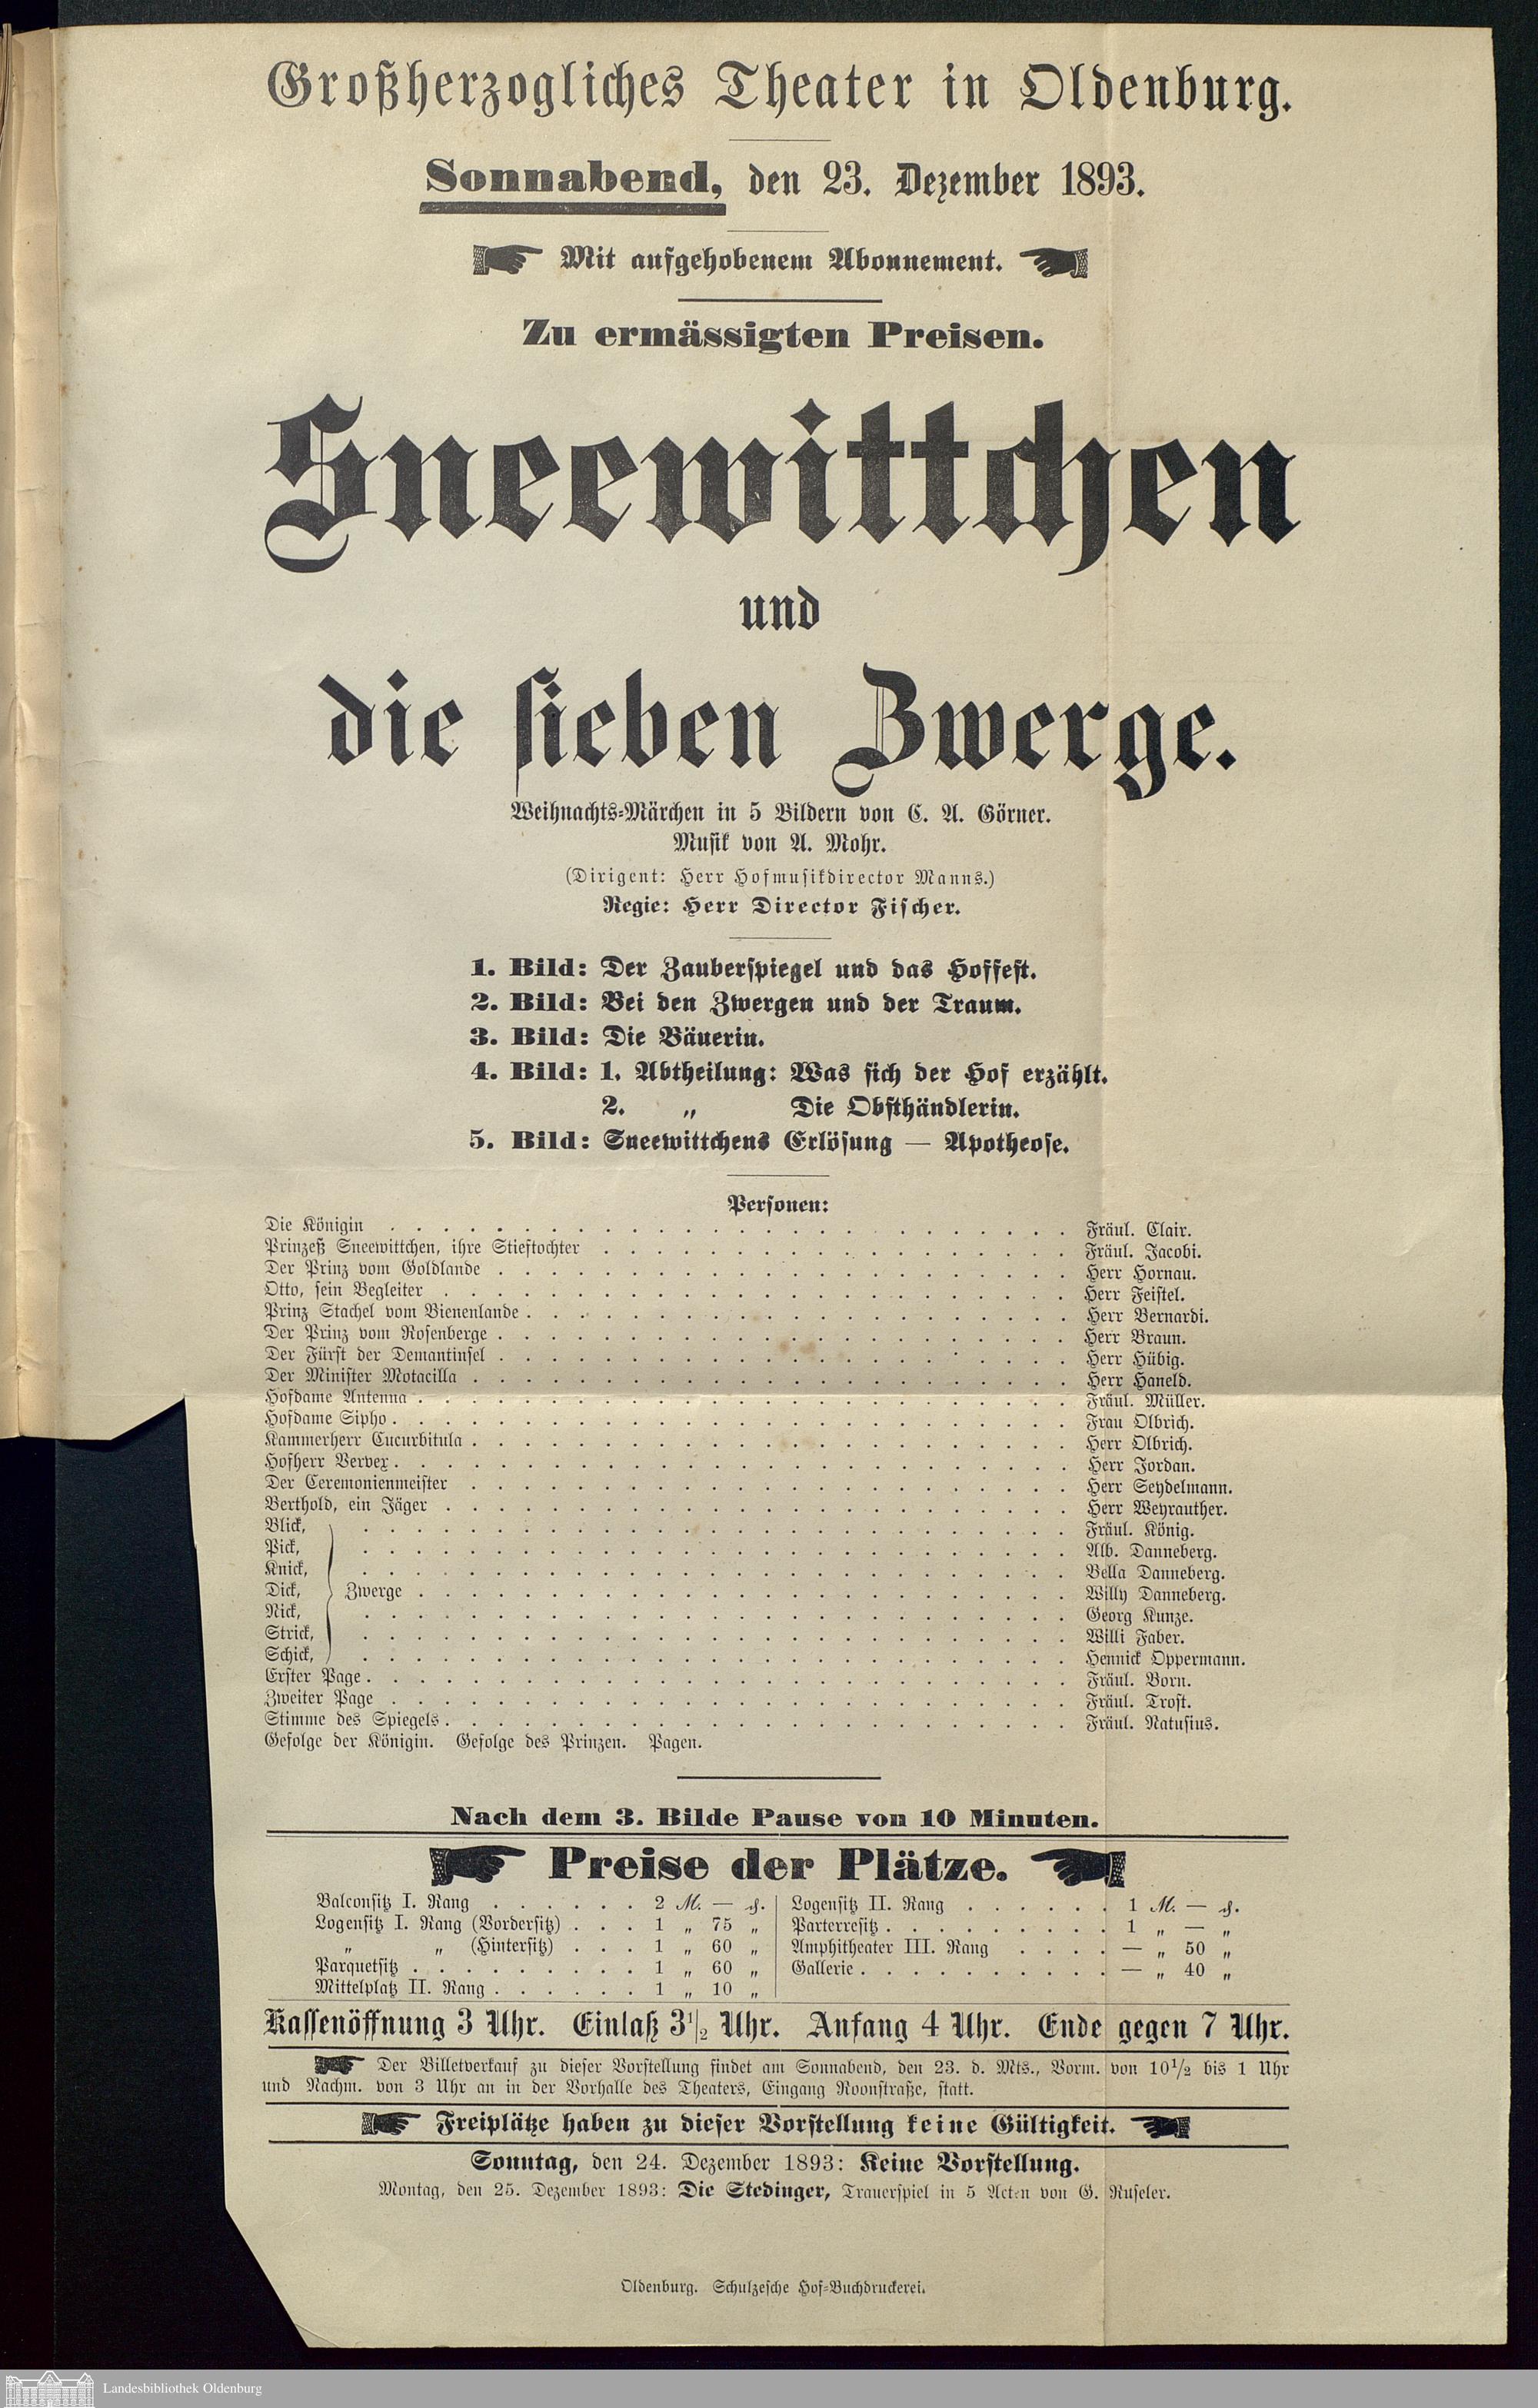 Großherzogliches Theater in Oldenburg.
Sonnabend, den 23. Dezember 1893.
Mit aufgehobenem Abonnement.
Zu ermässigten Preisen.
Sneewittchen
und
die sieben Zwerge.
Weihnachts-Märchen in 5 Bildern von C. A. Görner.
Musik von A. Mohr.
(Dirigent: Herr Hofmusikdirector Manns.)
Regie: Herr Director Fischer.
1. Bild: Der Zauberspiegel und das Hoffest.
2. Bild: Bei den Zwergen und der Traum.
3. Bild: Die Bäuerin.
4. Bild: 1. Abtheilung: Was sich der Hof erzählt.
2. „ Die Obsthändlerin.
5. Bild: Sneewittchens Erlösung — Apotheose.
Personen:
Die Königin . . . Fräul. Clair.
Prinzeß Sneewittchen, ihre Stieftochter . . . Fräul. Jacobi.
Der Prinz vom Goldlande . . . Herr Hornau.
Otto, sein Begleiter . . . Herr Feistel.
Prinz Stachel vom Bienenlande . . . Herr Bernardi.
Der Prinz vom Rosenberge . . . Herr Braun.
Der Fürst der Demantinsel . . . Herr Hübig.
Der Minister Motacilla . . . Herr Haneld.
Hofdame Antenna . . . Fräul. Müller.
Hofdame Sipho . . . Frau Olbrich.
Kammerherr Cucurbitula . . . Herr Olbrich.
Hofherr Vervex . . . Herr Jordan.
Der Ceremonienmeister . . . Herr Seydelmann.
Berthold, ein Jäger . . . Herr Weyrauther.
Blick, . . . Fräul. König.
Pick, . . . Alb. Danneberg.
Knick, . . . Bella Danneberg.
Dick, Zwerge . . . Willy Danneberg.
Nick, . . . Georg Kunze.
Strick, . . . Willi Faber.
Schick, . . . Hennick Oppermann.
Erster Page . . . Fräul. Born.
Zweiter Page . . . Fräul. Trost.
Stimme des Spiegels . . . Fräul. Natusius.
Gefolge der Königin. Gefolge des Prinzen. Pagen.
Nach dem 3. Bilde Pause von 10 Minuten.
Preise der Plätze.
Balconsitz I. Rang . . . 2 M. — ₰. Logensitz II. Rang . . . 1 M. — ₰.
Logensitz I. Rang (Vordersitz) . . . 1 „ 75 „ Parterresitz . . . 1 „ — „
„ „ (Hintersitz) . . . 1 „ 60 „ Amphitheater III. Rang . . . — „ 50 „
Parquetsitz . . . 1 „ 60 „ Gallerie . . . — „ 40 „
Mittelplatz II. Rang . . . 1 „ 10 „
Kassenöffnung 3 Uhr. Einlaß 3 1/2 Uhr. Anfang 4 Uhr. Ende gegen 7 Uhr.
Der Billetverkauf zu dieser Vorstellung findet am Sonnabend, den 23. d. Mts., Vorm. von 10 1/2 bis 1 Uhr
und Nachm. von 3 Uhr an in der Vorhalle des Theaters, Eingang Roonstraße, statt.
Freiplätze haben zu dieser Vorstellung keine Gültigkeit.
Sonntag, den 24. Dezember 1893: Keine Vorstellung.
Montag, den 25. Dezember 1893: Die Stedinger, Trauerspiel in 5 Acten von G. Ruseler.
Oldenburg. Schulzesche Hof-Buchdruckerei.
Landesbibliothek Oldenburg